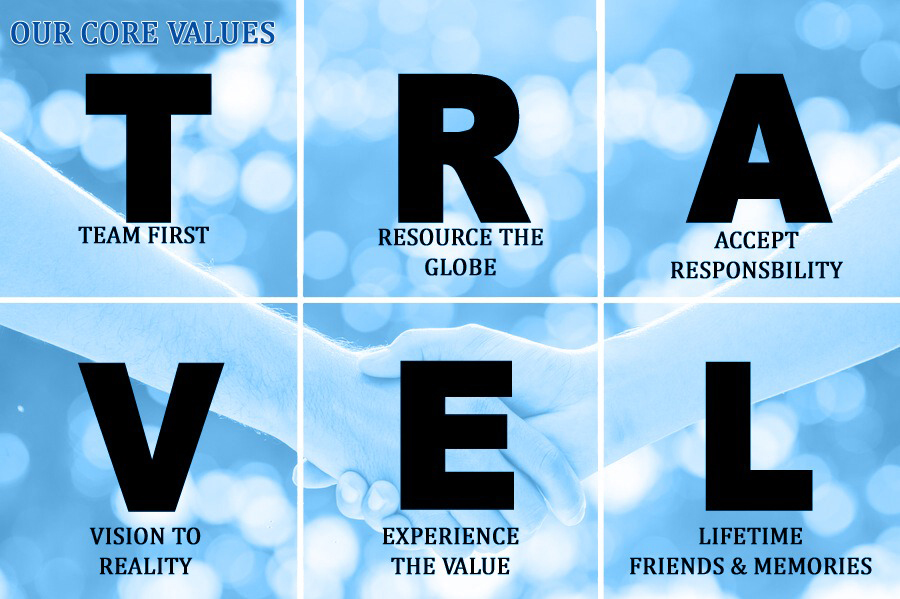 OUR CORE VALUES
T
TEAM FIRST
R
RESOURCE THE
GLOBE
A
ACCEPT
RESPONSBILITY
V
VISION TO
REALITY
E
EXPERIENCE
THE VALUE
L
LIFETIME
FRIENDS & MEMORIES